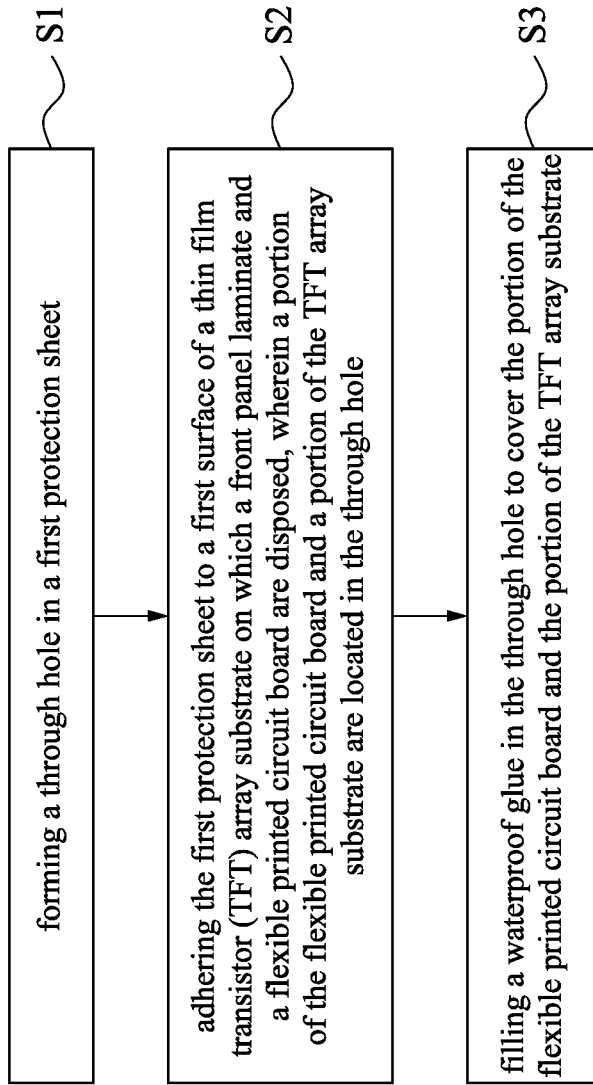 forming a through hole in a first protection sheet
S1
adhering the first protection sheet to a first surface of a thin film
transistor (TFT) array substrate on which a front panel laminate and
a flexible printed circuit board are disposed, wherein a portion
of the flexible printed circuit board and a portion of the TFT array
substrate are located in the through hole
S2
filling a waterproof glue in the through hole to cover the portion of the
flexible printed circuit board and the portion of the TFT array substrate
S3